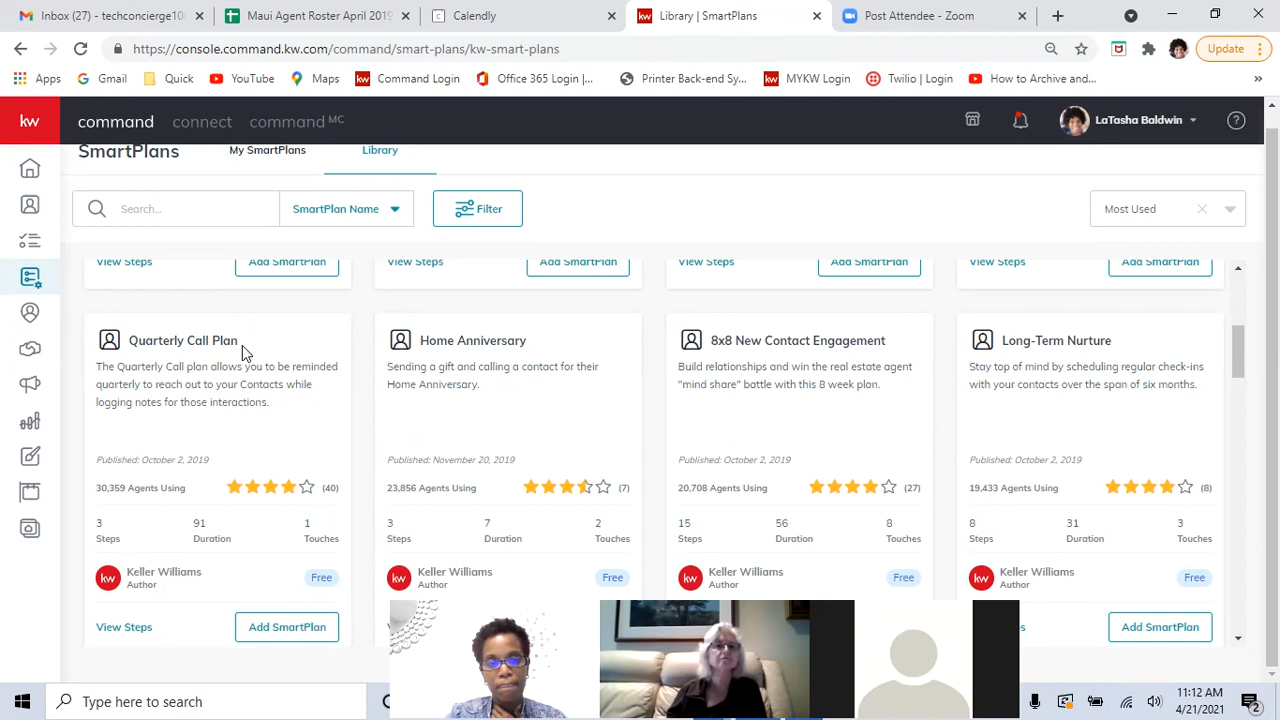 Inbox - techconcierge10
Maui Roster April 2019
Calendly
Library | SmartPlans
Post Attendee - Zoom
https://console.command.kw.com/command/smart-plans/kw-smart-plans
Update
Apps
Gmail
Quick
YouTube
Maps
Command Login
Office 365 Login |...
Printer Back-end Sy...
MYKW Login
Twilio | Login
How to Archive and...
kw
command
connect
command MC
LaTasha Baldwin
SmartPlans
My SmartPlans
Library
Search...
SmartPlan Name
Filter
Most Used
View Steps
Add SmartPlan
View Steps
Add SmartPlan
View Steps
Add SmartPlan
View Steps
Add SmartPlan
Quarterly Call Plan
The Quarterly Call plan allows you to be reminded
quarterly to reach out to your Contacts while
logging notes for those interactions.
Published: October 2, 2019
30,359 Agents Using
(40)
3 91 1
Steps Duration Touches
kw
Keller Williams
Author
Free
View Steps
Add SmartPlan
Home Anniversary
Sending a gift and calling a contact for their
Home Anniversary.
Published: November 20, 2019
23,856 Agents Using
(7)
3 7 2
Steps Duration Touches
kw
Keller Williams
Author
Free
8x8 New Contact Engagement
Build relationships and win the real estate agent
"mind share" battle with this 8 week plan.
Published: October 2, 2019
20,708 Agents Using
(27)
15 56 8
Steps Duration Touches
kw
Keller Williams
Author
Free
Long-Term Nurture
Stay top of mind by scheduling regular check-ins
with your contacts over the span of six months.
Published: October 2, 2019
19,433 Agents Using
(8)
8 31 3
Steps Duration Touches
kw
Keller Williams
Author
Free
Add SmartPlan
Type here to search
11:12 AM
4/21/2021
2